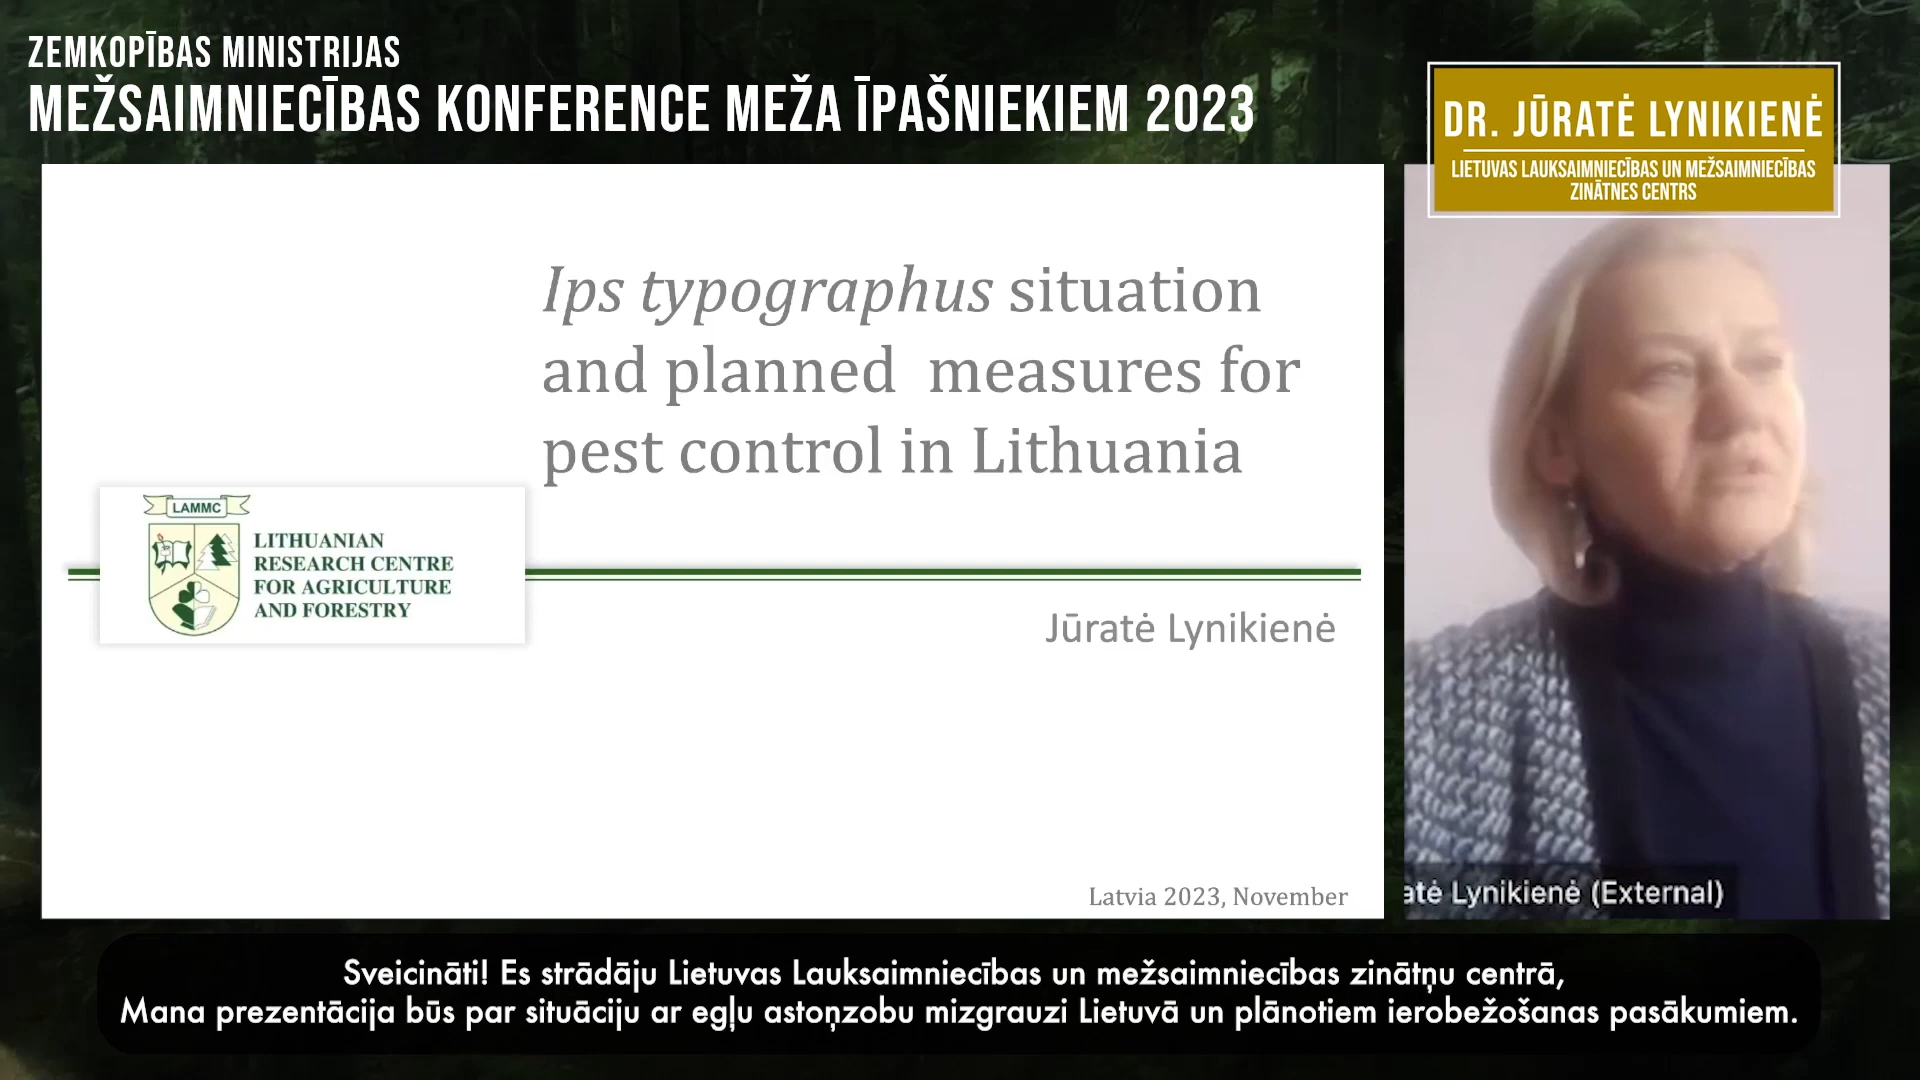 ZEMKOPĪBAS MINISTRIJAS
MEŽSAIMNIECĪBAS KONFERENCE MEŽA ĪPAŠNIEKIEM 2023
DR. JŪRATĖ LYNIKIENĖ
LIETUVAS LAUKSAIMNIECĪBAS UN MEŽSAIMNIECĪBAS
ZINĀTNES CENTRS
Ips typographus situation
and planned measures for
pest control in Lithuania
LAMMC
LITHUANIAN
RESEARCH CENTRE
FOR AGRICULTURE
AND FORESTRY
Jūratė Lynikienė
Latvia 2023, November
atė Lynikienė (External)
Sveicināti! Es strādāju Lietuvas Lauksaimniecības un mežsaimniecības zinātņu centrā,
Mana prezentācija būs par situāciju ar egļu astoņzobu mizgrauzi Lietuvā un plānotiem ierobežošanas pasākumiem.